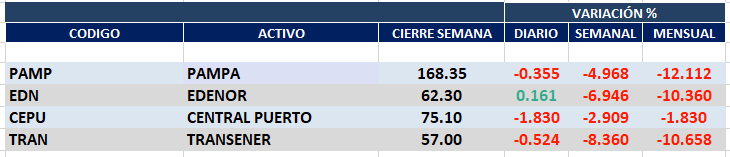 VARIACIÓN %
CODIGO ACTIVO CIERRE SEMANA DIARIO SEMANAL MENSUAL
PAMP PAMPA 168.35 -0.355 -4.968 -12.112
EDN EDENOR 62.30 0.161 -6.946 -10.360
CEPU CENTRAL PUERTO 75.10 -1.830 -2.909 -1.830
TRAN TRANSENER 57.00 -0.524 -8.360 -10.658